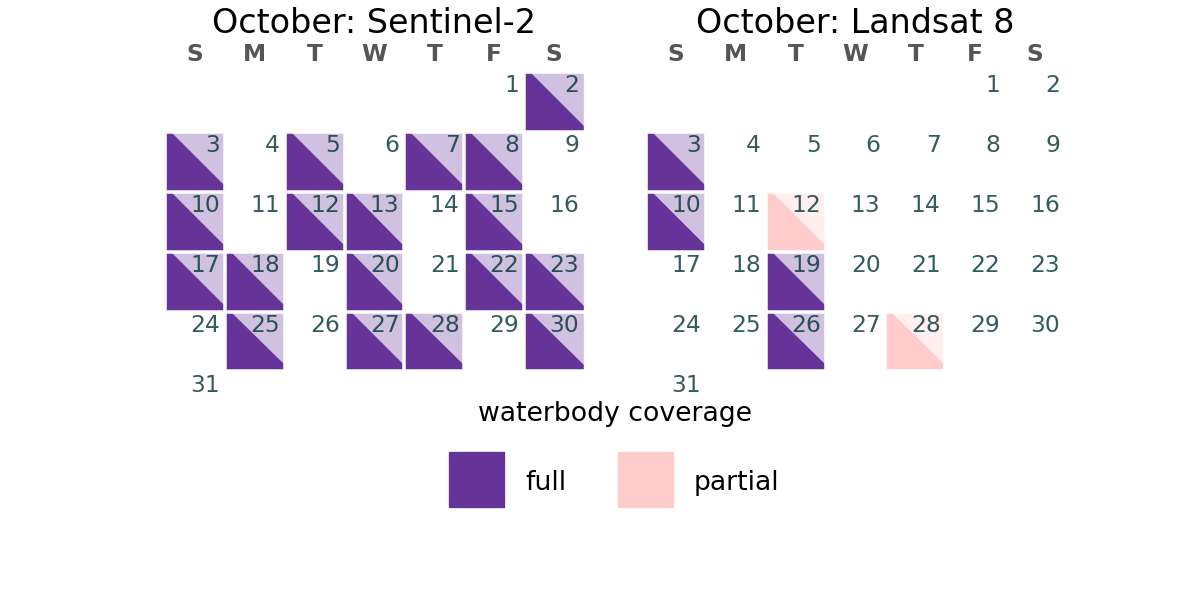 October: Sentinel-2
S M T W T F S
1 2
3 4 5 6 7 8 9
10 11 12 13 14 15 16
17 18 19 20 21 22 23
24 25 26 27 28 29 30
31
October: Landsat 8
S M T W T F S
1 2
3 4 5 6 7 8 9
10 11 12 13 14 15 16
17 18 19 20 21 22 23
24 25 26 27 28 29 30
31
waterbody coverage
full
partial